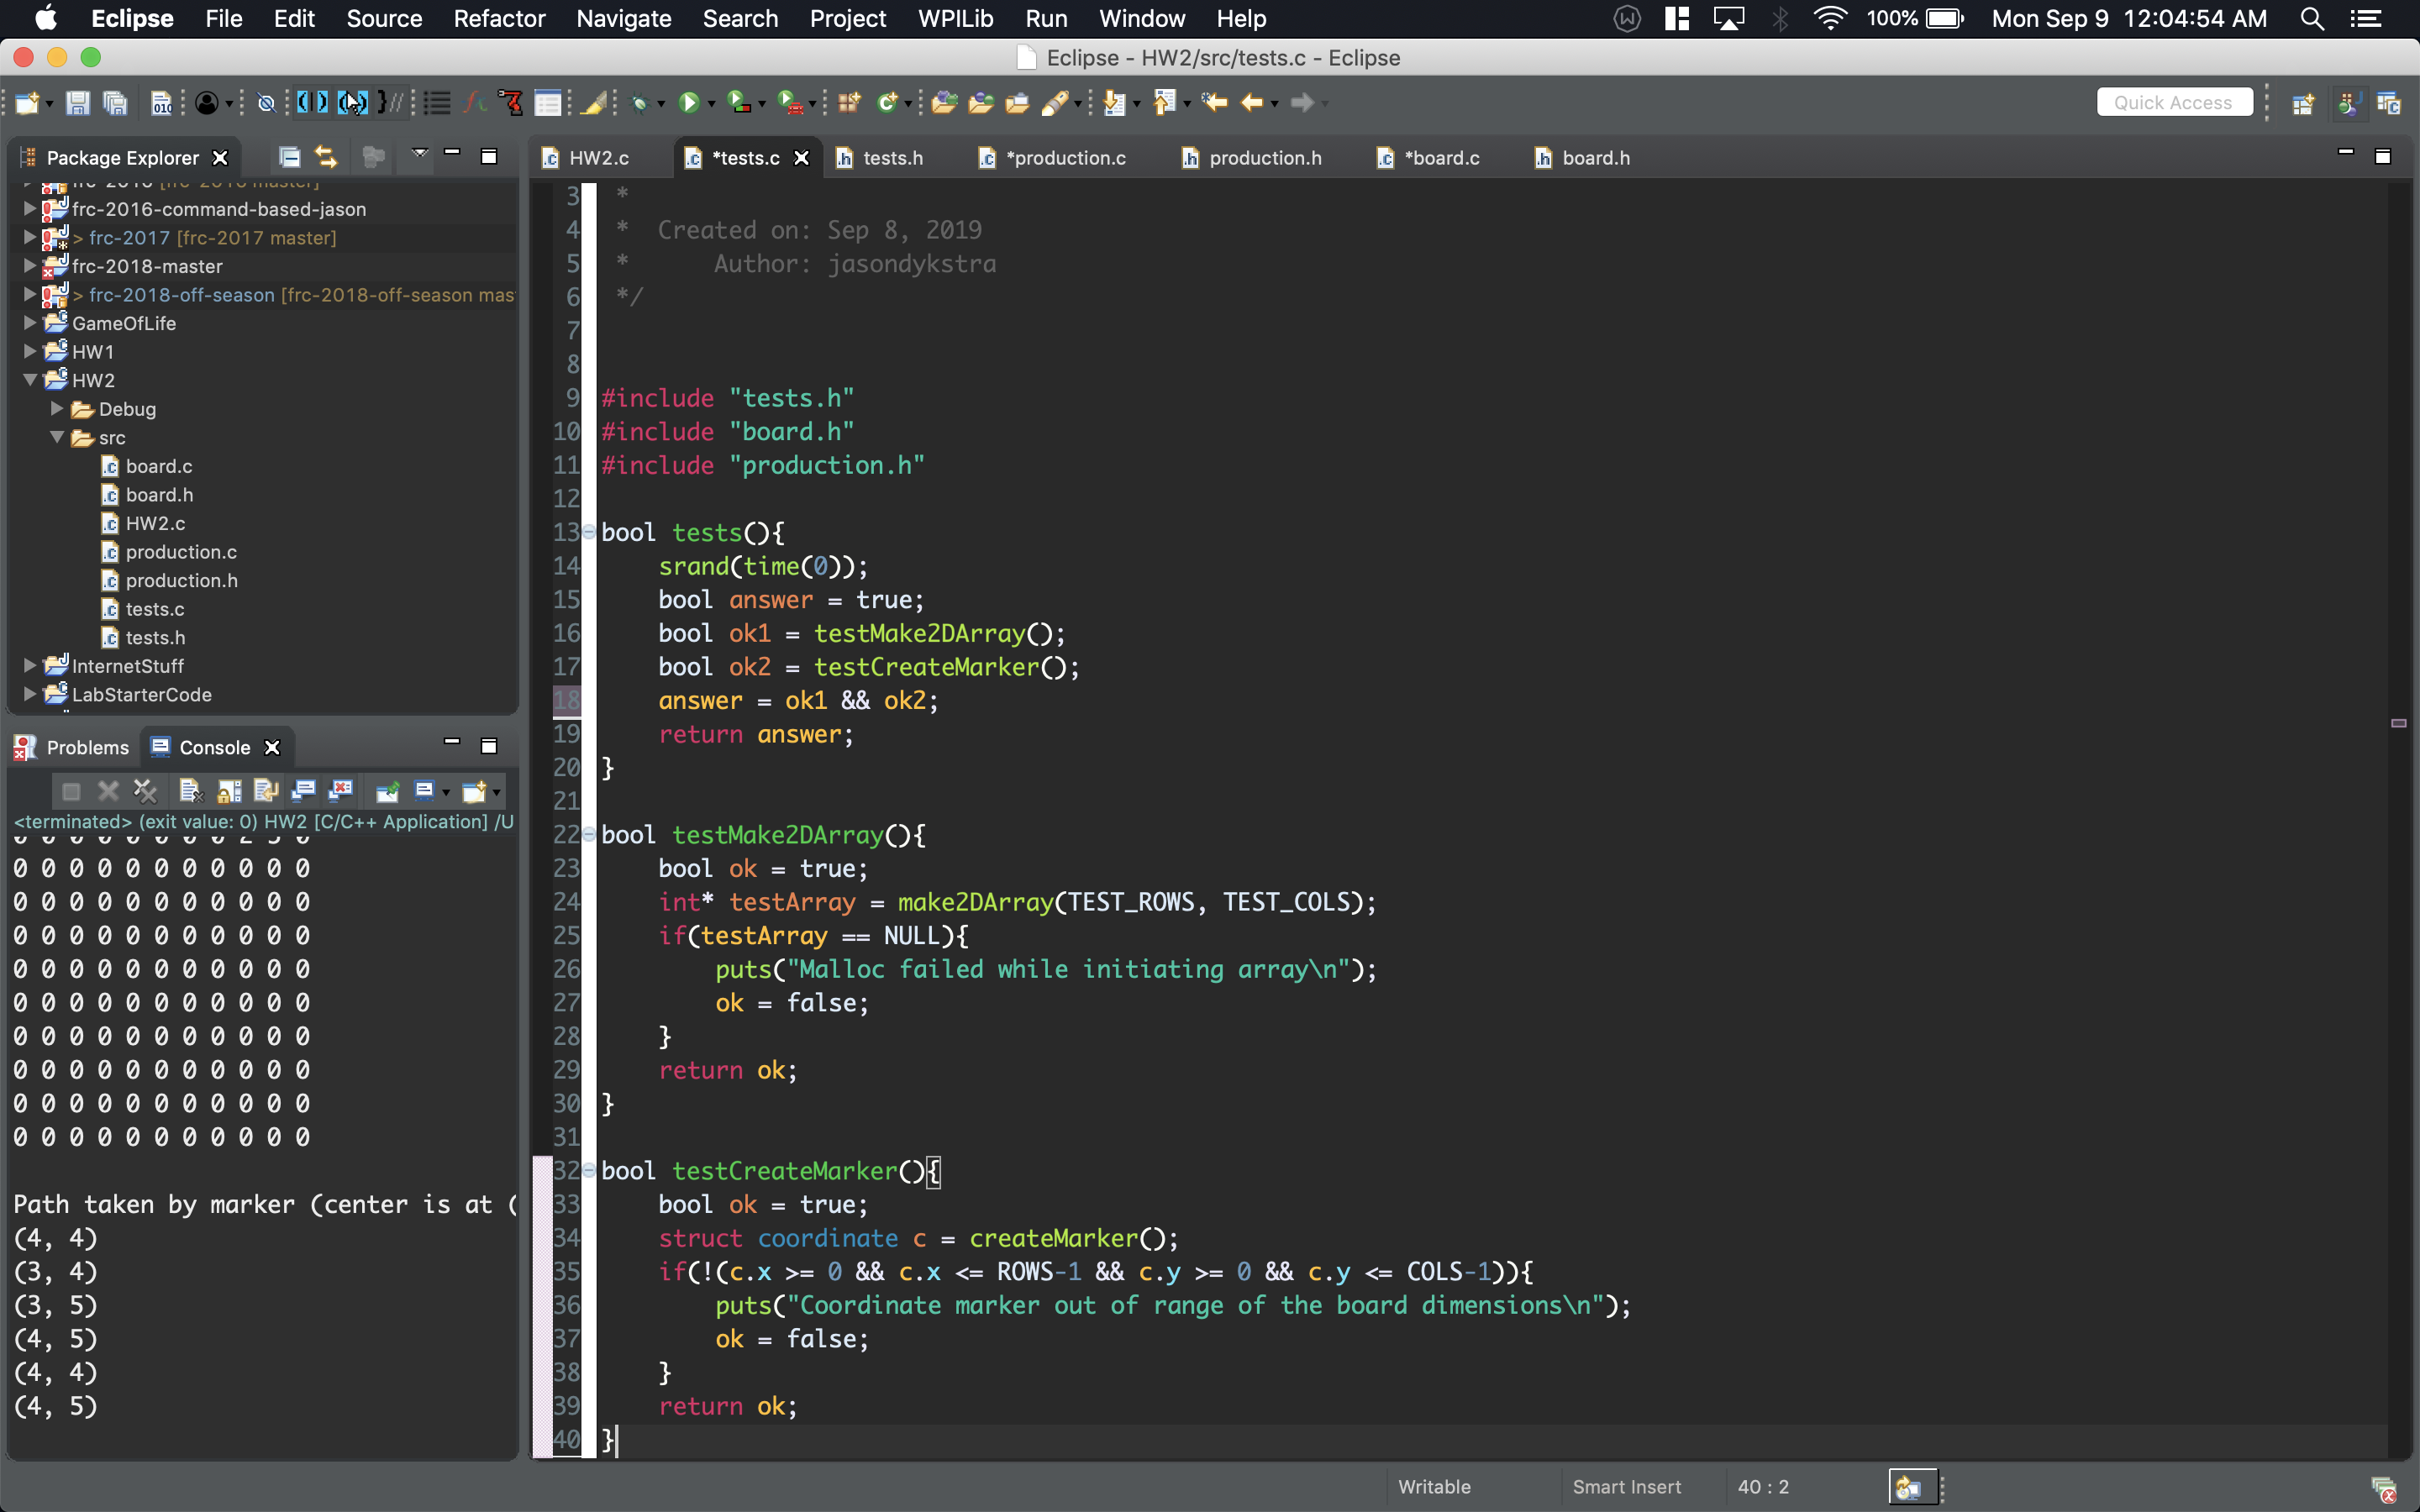 Eclipse File Edit Source Refactor Navigate Search Project WPILib Run Window Help 100% Mon Sep 9 12:04:54 AM
Eclipse - HW2/src/tests.c - Eclipse
Quick Access
Package Explorer
frc-2016-command-based-jason
> frc-2017 [frc-2017 master]
frc-2018-master
> frc-2018-off-season [frc-2018-off-season mas
GameOfLife
HW1
HW2
Debug
src
board.c
board.h
HW2.c
production.c
production.h
tests.c
tests.h
InternetStuff
LabStarterCode
Problems Console
<terminated> (exit value: 0) HW2 [C/C++ Application] /U
0 0 0 0 0 0 0 0 0 0 0
0 0 0 0 0 0 0 0 0 0 0
0 0 0 0 0 0 0 0 0 0 0
0 0 0 0 0 0 0 0 0 0 0
0 0 0 0 0 0 0 0 0 0 0
0 0 0 0 0 0 0 0 0 0 0
0 0 0 0 0 0 0 0 0 0 0
0 0 0 0 0 0 0 0 0 0 0
0 0 0 0 0 0 0 0 0 0 0
Path taken by marker (center is at (
(4, 4)
(3, 4)
(3, 5)
(4, 5)
(4, 4)
(4, 5)
HW2.c *tests.c tests.h *production.c production.h *board.c board.h
3 *
4 * Created on: Sep 8, 2019
5 * Author: jasondykstra
6 */
7
8
9 #include "tests.h"
10 #include "board.h"
11 #include "production.h"
12
13 bool tests(){
14 srand(time(0));
15 bool answer = true;
16 bool ok1 = testMake2DArray();
17 bool ok2 = testCreateMarker();
18 answer = ok1 && ok2;
19 return answer;
20 }
21
22 bool testMake2DArray(){
23 bool ok = true;
24 int* testArray = make2DArray(TEST_ROWS, TEST_COLS);
25 if(testArray == NULL){
26 puts("Malloc failed while initiating array\n");
27 ok = false;
28 }
29 return ok;
30 }
31
32 bool testCreateMarker(){
33 bool ok = true;
34 struct coordinate c = createMarker();
35 if(!(c.x >= 0 && c.x <= ROWS-1 && c.y >= 0 && c.y <= COLS-1)){
36 puts("Coordinate marker out of range of the board dimensions\n");
37 ok = false;
38 }
39 return ok;
40 }
Writable Smart Insert 40 : 2